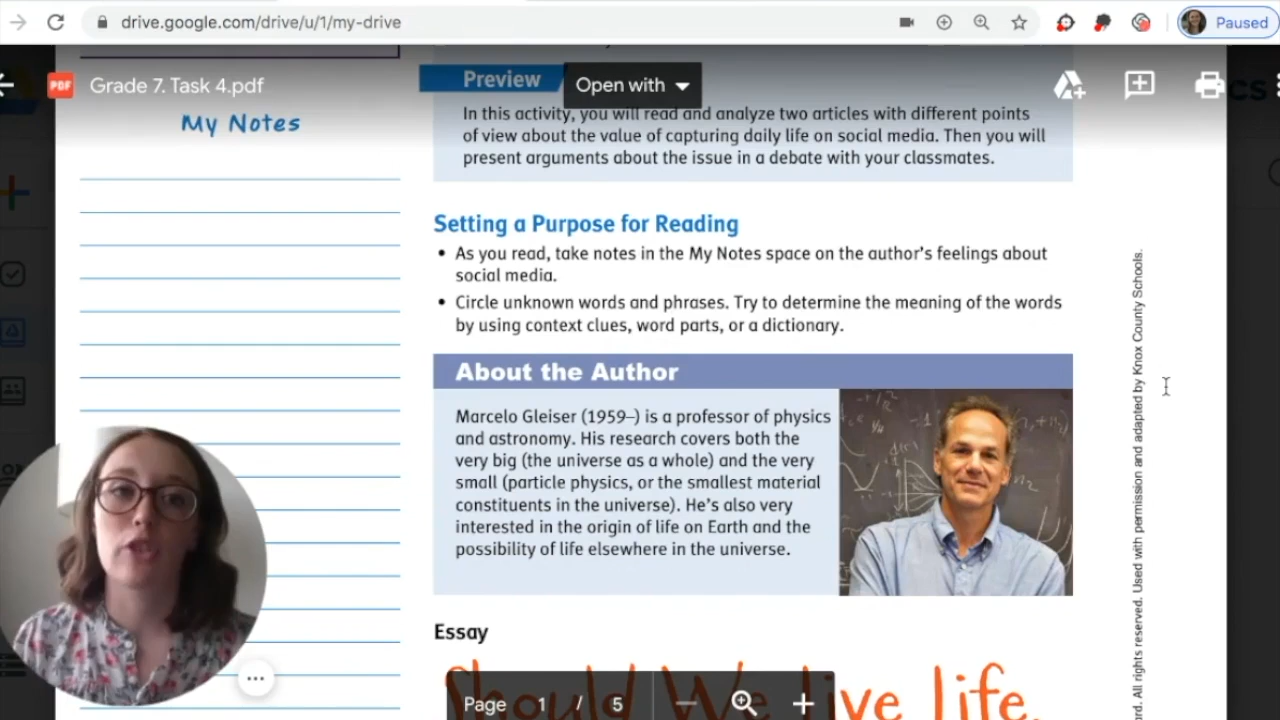 drive.google.com/drive/u/1/my-drive
Paused
PDF
Grade 7. Task 4.pdf
Open with
My Notes
Preview
In this activity, you will read and analyze two articles with different points
of view about the value of capturing daily life on social media. Then you will
present arguments about the issue in a debate with your classmates.
Setting a Purpose for Reading
• As you read, take notes in the My Notes space on the author's feelings about
social media.
• Circle unknown words and phrases. Try to determine the meaning of the words
by using context clues, word parts, or a dictionary.
About the Author
Marcelo Gleiser (1959–) is a professor of physics
and astronomy. His research covers both the
very big (the universe as a whole) and the very
small (particle physics, or the smallest material
constituents in the universe). He's also very
interested in the origin of life on Earth and the
possibility of life elsewhere in the universe.
Essay
Should We Live Life,
Page 1 / 5
rd. All rights reserved. Used with permission and adapted by Knox County Schools.